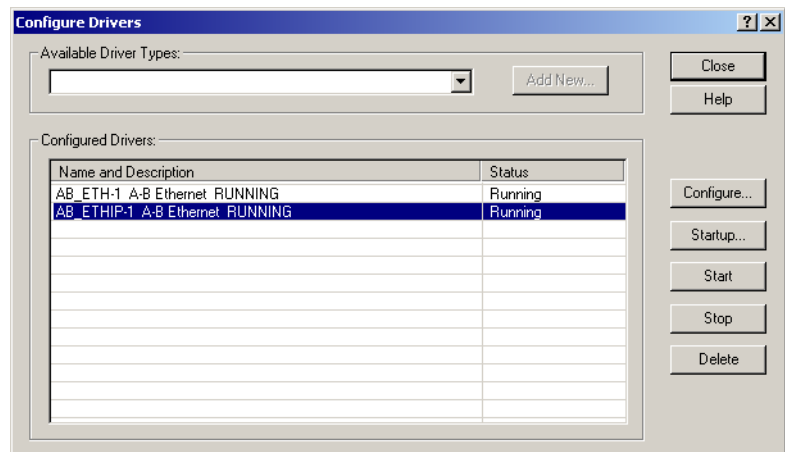 Configure Drivers
Available Driver Types:
Add New...
Close
Help
Configured Drivers:
Name and Description Status
AB_ETH-1 A-B Ethernet RUNNING Running
AB_ETHIP-1 A-B Ethernet RUNNING Running
Configure...
Startup...
Start
Stop
Delete